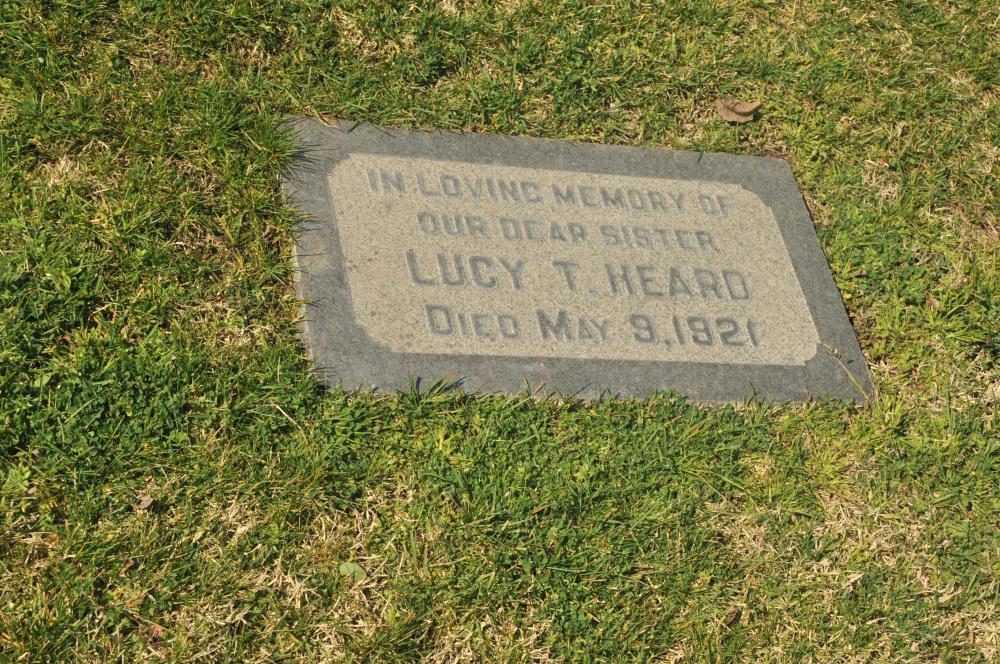 IN LOVING MEMORY OF
OUR DEAR SISTER
LUCY T. HEARD
DIED MAY 9, 1921